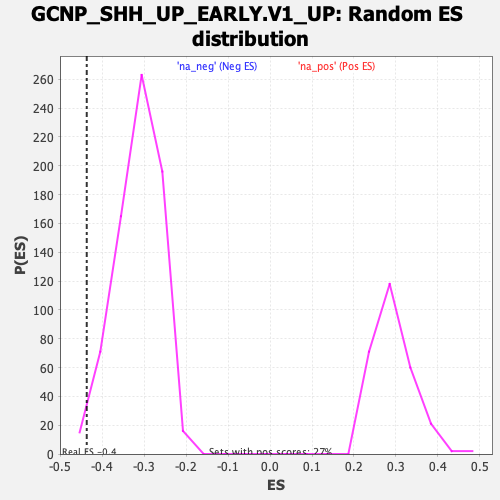 GCNP_SHH_UP_EARLY.V1_UP: Random ES
distribution
'na_neg' (Neg ES) 'na_pos' (Pos ES)
260
240
220
200
180
160
140
120
100
80
60
40
20
0
P(ES)
Real ES -0.4 Sets with pos scores: 27%
-0.5 -0.4 -0.3 -0.2 -0.1 0.0 0.1 0.2 0.3 0.4 0.5
ES